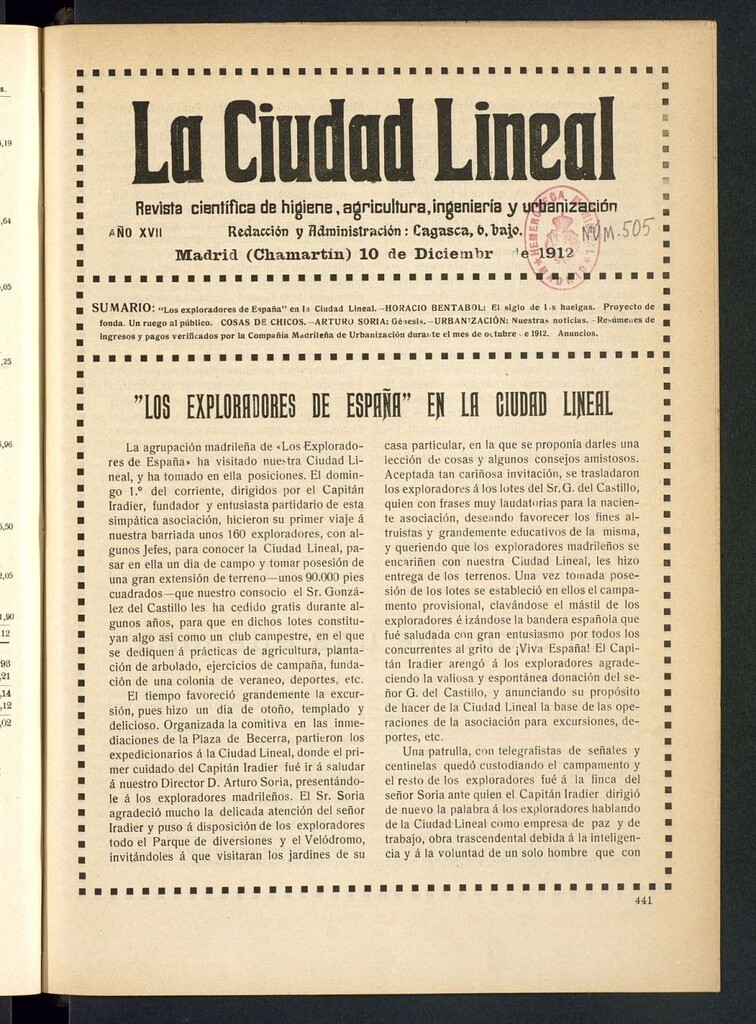 s.
,19
,64
,05
,25
,96
,50
2,05
1,90
12
93
,21
,14
,12
,02
La Ciudad Lineal
Revista científica de higiene, agricultura, ingeniería y urbanización
AÑO XVII Redacción y Administración: Lagasca, 6, bajo. NUM.-505
Madrid (Chamartín) 10 de Diciembr e 1912
HEMEROTECA MUNICIPAL
MADRID
SUMARIO: "Los exploradores de España" en la Ciudad Lineal.—HORACIO BENTABOL: El siglo de l s huelgas. Proyecto de
fonda. Un ruego al público. COSAS DE CHICOS.—ARTURO SORIA: Génesis.—URBANIZACIÓN: Nuestras noticias.—Resúmenes de
ingresos y pagos verificados por la Compañía Madrileña de Urbanización durante el mes de octubre e 1912. Anuncios.
"LOS EXPLORADORES DE ESPAÑA" EN LA CIUDAD LINEAL
La agrupación madrileña de «Los Explorado-
res de España» ha visitado nuestra Ciudad Li-
neal, y ha tomado en ella posiciones. El domin-
go 1.º del corriente, dirigidos por el Capitán
Iradier, fundador y entusiasta partidario de esta
simpática asociación, hicieron su primer viaje á
nuestra barriada unos 160 exploradores, con al-
gunos Jefes, para conocer la Ciudad Lineal, pa-
sar en ella un día de campo y tomar posesión de
una gran extensión de terreno—unos 90.000 pies
cuadrados—que nuestro consocio el Sr. Gonzá-
lez del Castillo les ha cedido gratis durante al-
gunos años, para que en dichos lotes constitu-
yan algo así como un club campestre, en el que
se dediquen á prácticas de agricultura, planta-
ción de arbolado, ejercicios de campaña, funda-
ción de una colonia de veraneo, deportes, etc.
El tiempo favoreció grandemente la excur-
sión, pues hizo un día de otoño, templado y
delicioso. Organizada la comitiva en las inme-
diaciones de la Plaza de Becerra, partieron los
expedicionarios á la Ciudad Lineal, donde el pri-
mer cuidado del Capitán Iradier fué ir á saludar
á nuestro Director D. Arturo Soria, presentándo-
le á los exploradores madrileños. El Sr. Soria
agradeció mucho la delicada atención del señor
Iradier y puso á disposición de los exploradores
todo el Parque de diversiones y el Velódromo,
invitándoles á que visitaran los jardines de su
casa particular, en la que se proponía darles una
lección de cosas y algunos consejos amistosos.
Aceptada tan cariñosa invitación, se trasladaron
los exploradores á los lotes del Sr. G. del Castillo,
quien con frases muy laudatorias para la nacien-
te asociación, deseando favorecer los fines al-
truistas y grandemente educativos de la misma,
y queriendo que los exploradores madrileños se
encariñen con nuestra Ciudad Lineal, les hizo
entrega de los terrenos. Una vez tomada pose-
sión de los lotes se estableció en ellos el campa-
mento provisional, clavándose el mástil de los
exploradores é izándose la bandera española que
fué saludada con gran entusiasmo por todos los
concurrentes al grito de ¡Viva España! El Capi-
tán Iradier arengó á los exploradores agrade-
ciendo la valiosa y espontánea donación del se-
ñor G. del Castillo, y anunciando su propósito
de hacer de la Ciudad Lineal la base de las ope-
raciones de la asociación para excursiones, de-
portes, etc.
Una patrulla, con telegrafistas de señales y
centinelas quedó custodiando el campamento y
el resto de los exploradores fué á la finca del
señor Soria ante quien el Capitán Iradier dirigió
de nuevo la palabra á los exploradores hablando
de la Ciudad Lineal como empresa de paz y de
trabajo, obra trascendental debida á la inteligen-
cia y á la voluntad de un solo hombre que con
441